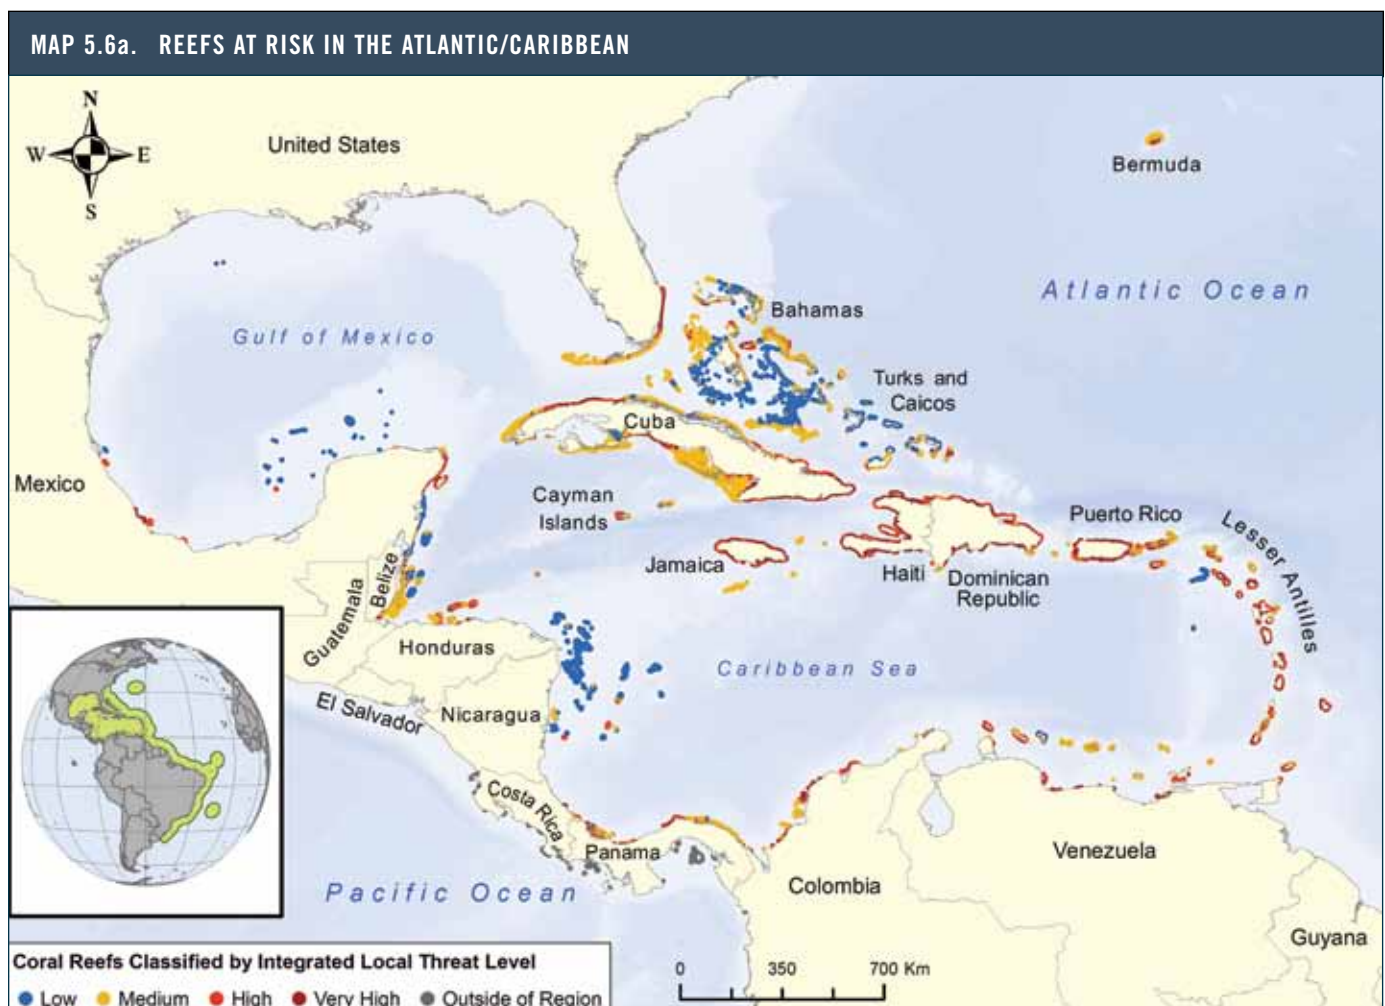 MAP 5.6a. REEFS AT RISK IN THE ATLANTIC/CARIBBEAN
N
W
E
S
United States
Bermuda
Atlantic Ocean
Bahamas
Gulf of Mexico
Turks and
Caicos
Cuba
Mexico
Cayman
Islands
Puerto Rico
Lesser Antilles
Jamaica
Haiti
Dominican
Republic
Belize
Guatemala
Honduras
Caribbean Sea
El Salvador
Nicaragua
Costa Rica
Panama
Venezuela
Colombia
Pacific Ocean
Guyana
Coral Reefs Classified by Integrated Local Threat Level
Low Medium High Very High Outside of Region
0 350 700 Km